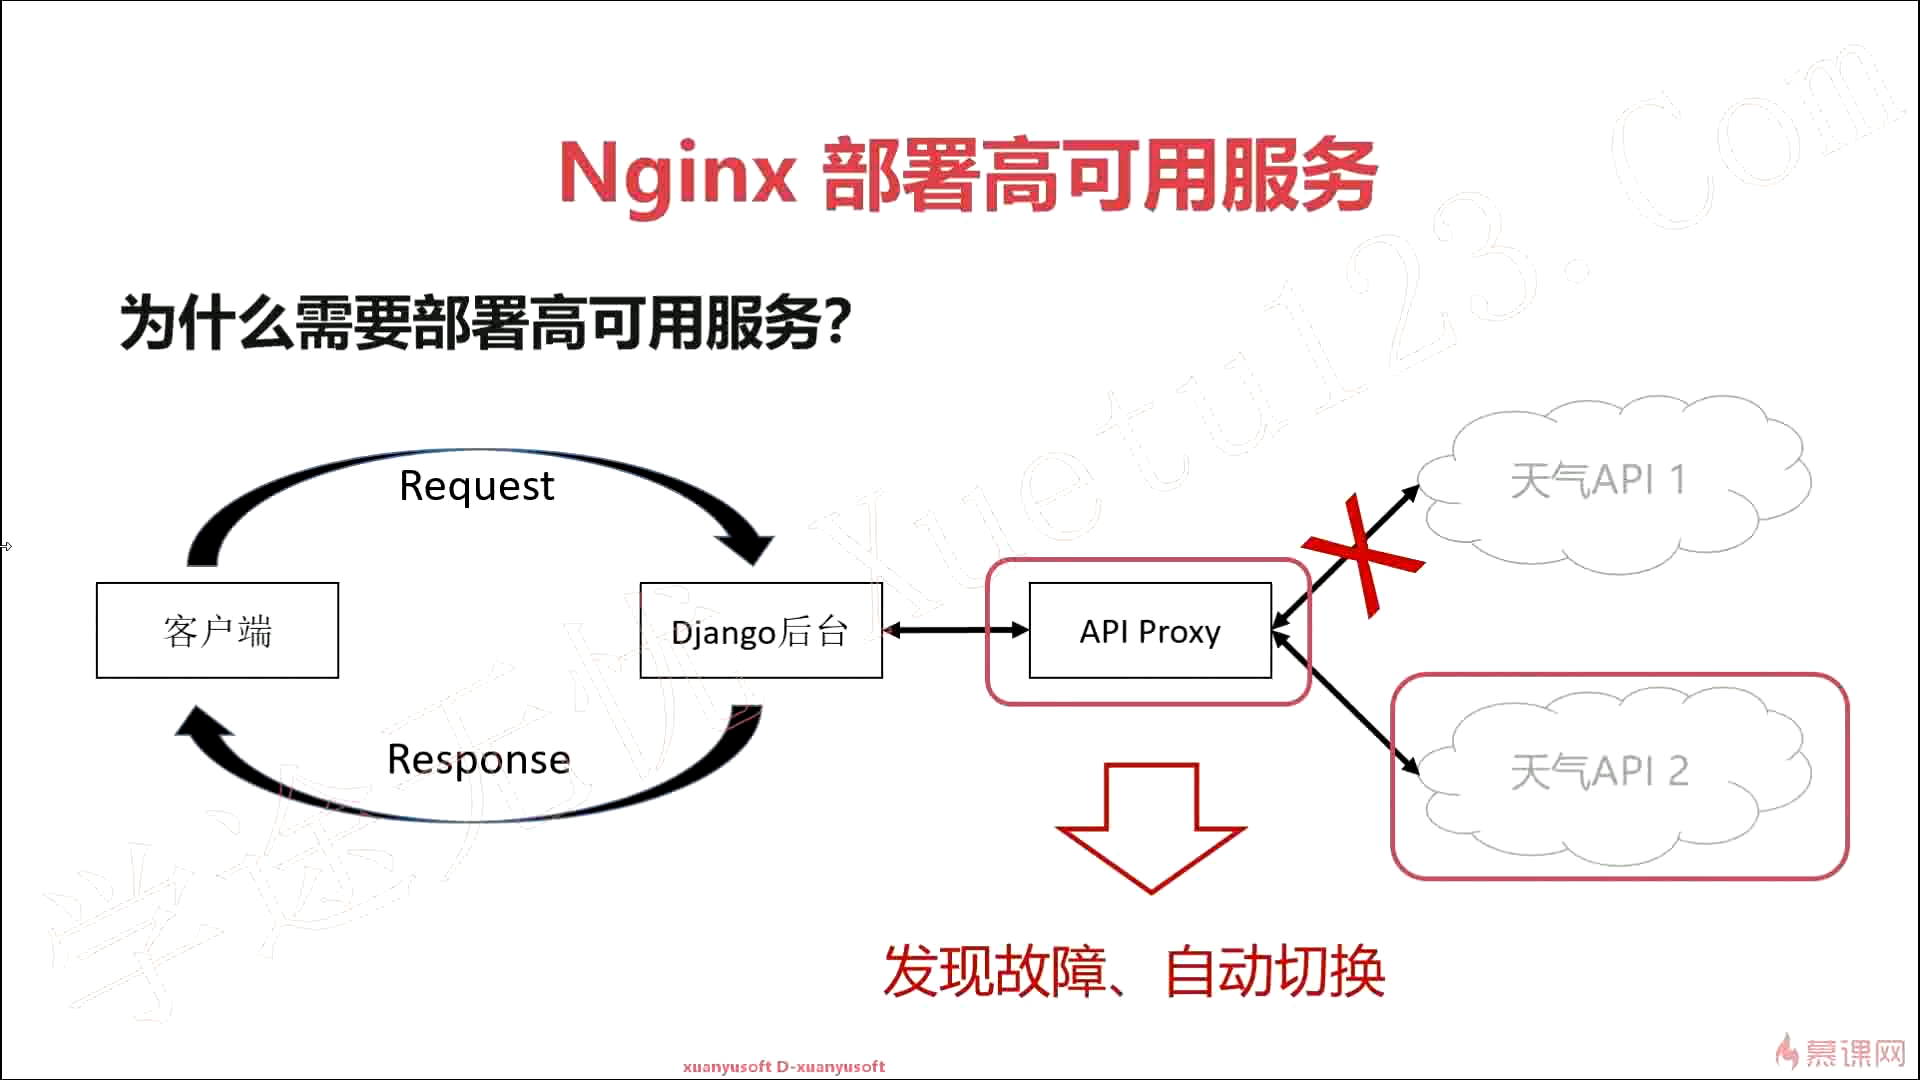 Nginx 部署高可用服务
为什么需要部署高可用服务?
Request
天气API 1
客户端
Django后台
API Proxy
Response
天气API 2
发现故障、自动切换
学途无忧 Xuetu123.Com
xuanyusoft D-xuanyusoft
慕课网